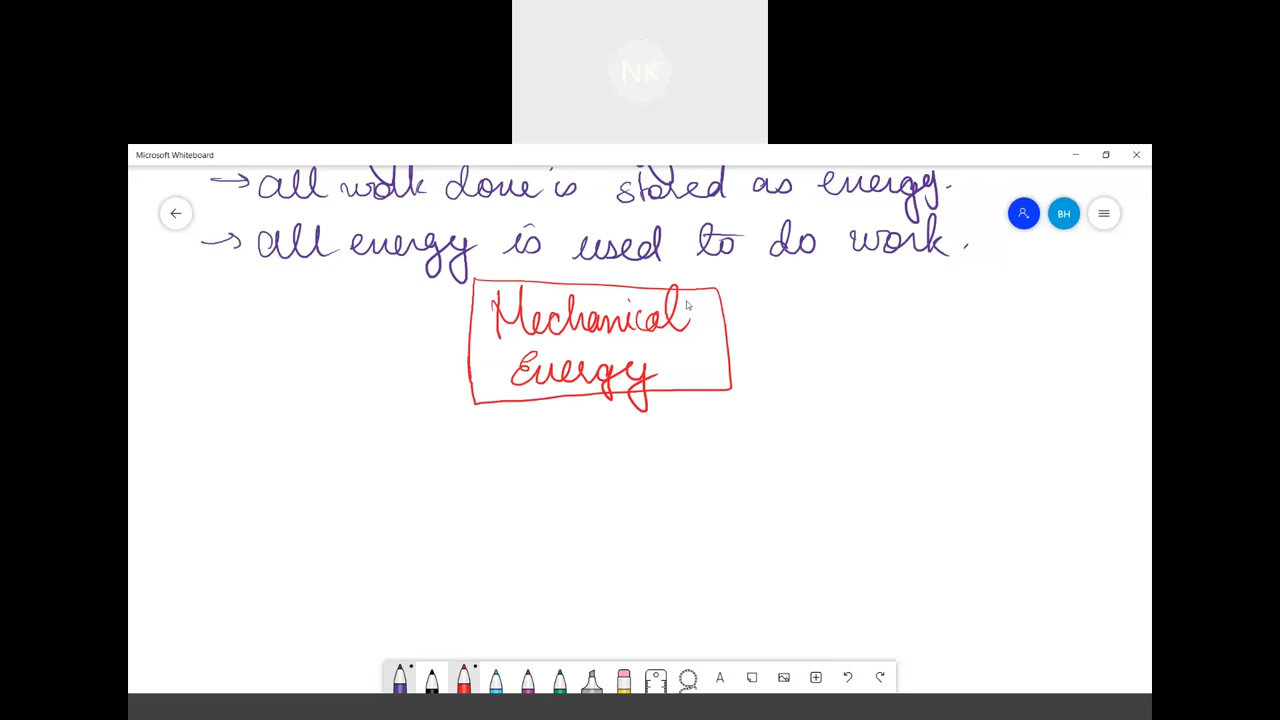 NK
Microsoft Whiteboard
→ all work done is stored as energy.
BH
→ all energy is used to do work.
Mechanical
Energy
A